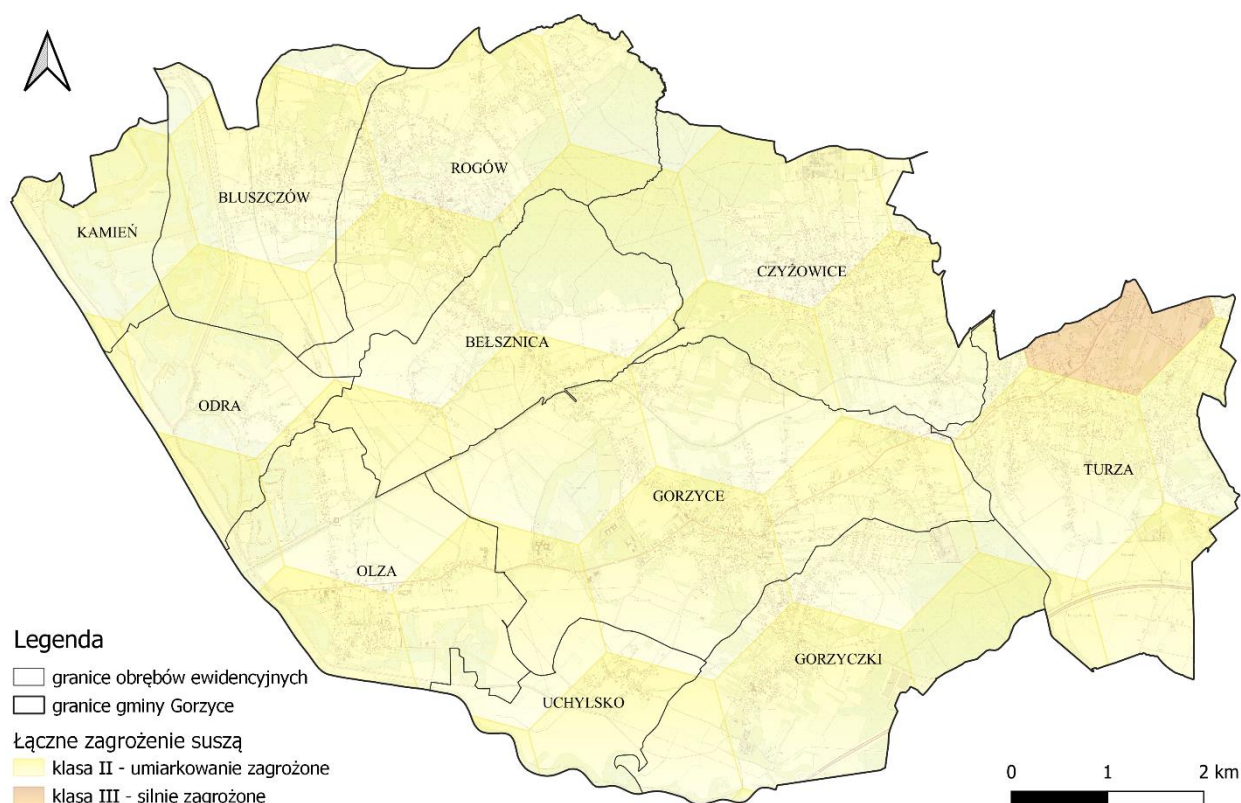 ROGÓW
BLUSZCZÓW
KAMIEŃ
CZYŻOWICE
BEŁSZNICA
ODRA
TURZA
GORZYCE
OLZA
GORZYCZKI
UCHYLSKO
Legenda
granice obrębów ewidencyjnych
granice gminy Gorzyce
Łączne zagrożenie suszą
klasa II - umiarkowanie zagrożone
klasa III - silnie zagrożone
0 1 2 km